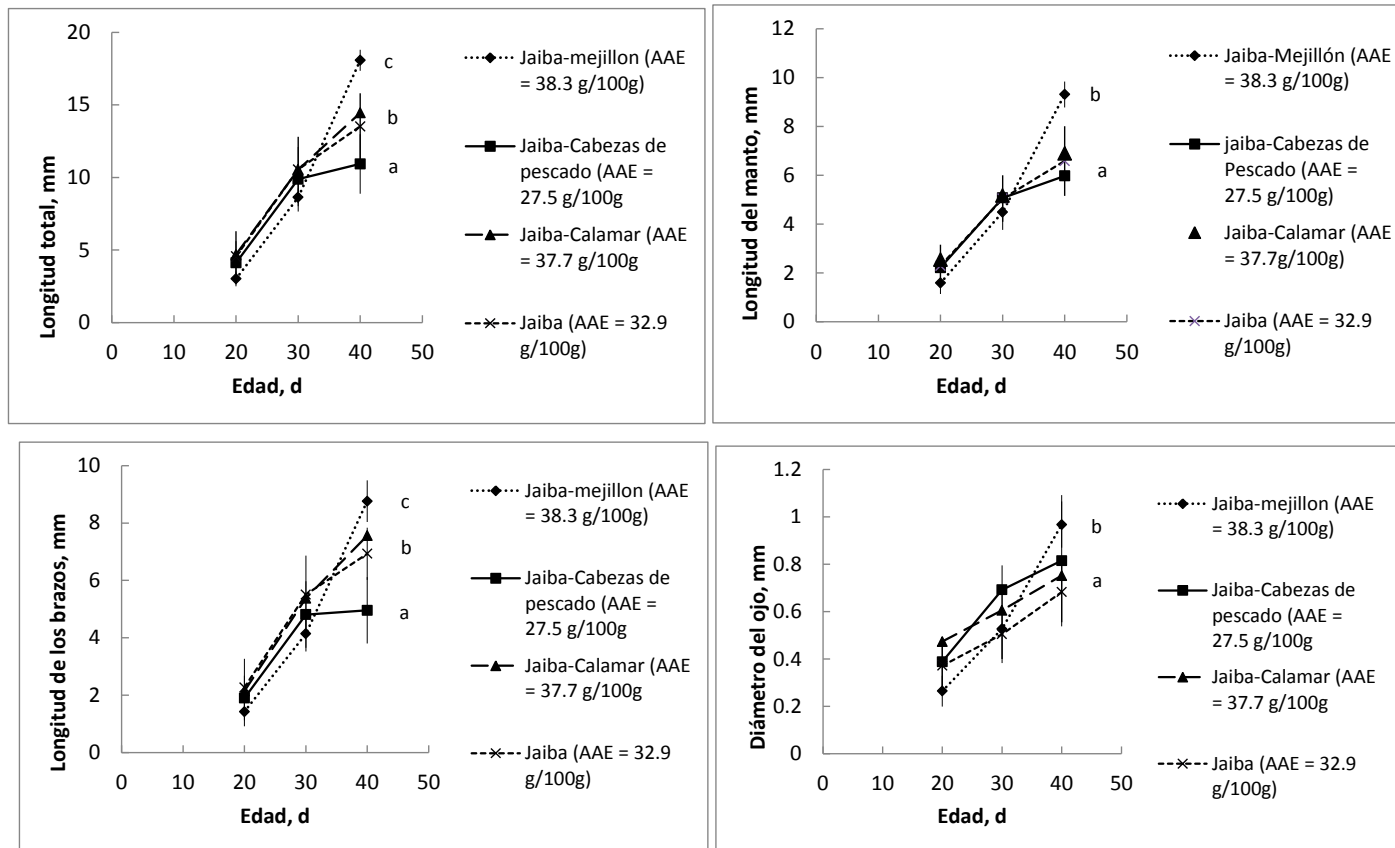 Longitud total, mm
20
15
10
5
0
0 10 20 30 40 50
Edad, d
c
b
a
Jaiba-mejillon (AAE
= 38.3 g/100g)
Jaiba-Cabezas de
pescado (AAE =
27.5 g/100g
Jaiba-Calamar (AAE
= 37.7 g/100g
Jaiba (AAE = 32.9
g/100g)
Longitud del manto, mm
12
10
8
6
4
2
0
0 10 20 30 40 50
Edad, d
b
a
Jaiba-Mejillón (AAE
= 38.3 g/100g)
jaiba-Cabezas de
Pescado (AAE =
27.5 g/100g)
Jaiba-Calamar (AAE
= 37.7g/100g)
Jaiba (AAE = 32.9
g/100g)
Longitud de los brazos, mm
10
8
6
4
2
0
0 10 20 30 40 50
Edad, d
c
b
a
Jaiba-mejillon (AAE
= 38.3 g/100g)
Jaiba-Cabezas de
pescado (AAE =
27.5 g/100g
Jaiba-Calamar (AAE
= 37.7 g/100g
Jaiba (AAE = 32.9
g/100g)
Diámetro del ojo, mm
1.2
1
0.8
0.6
0.4
0.2
0
0 10 20 30 40 50
Edad, d
b
a
Jaiba-mejillon (AAE
= 38.3 g/100g)
Jaiba-Cabezas de
pescado (AAE =
27.5 g/100g
Jaiba-Calamar (AAE
= 37.7 g/100g
Jaiba (AAE = 32.9
g/100g)